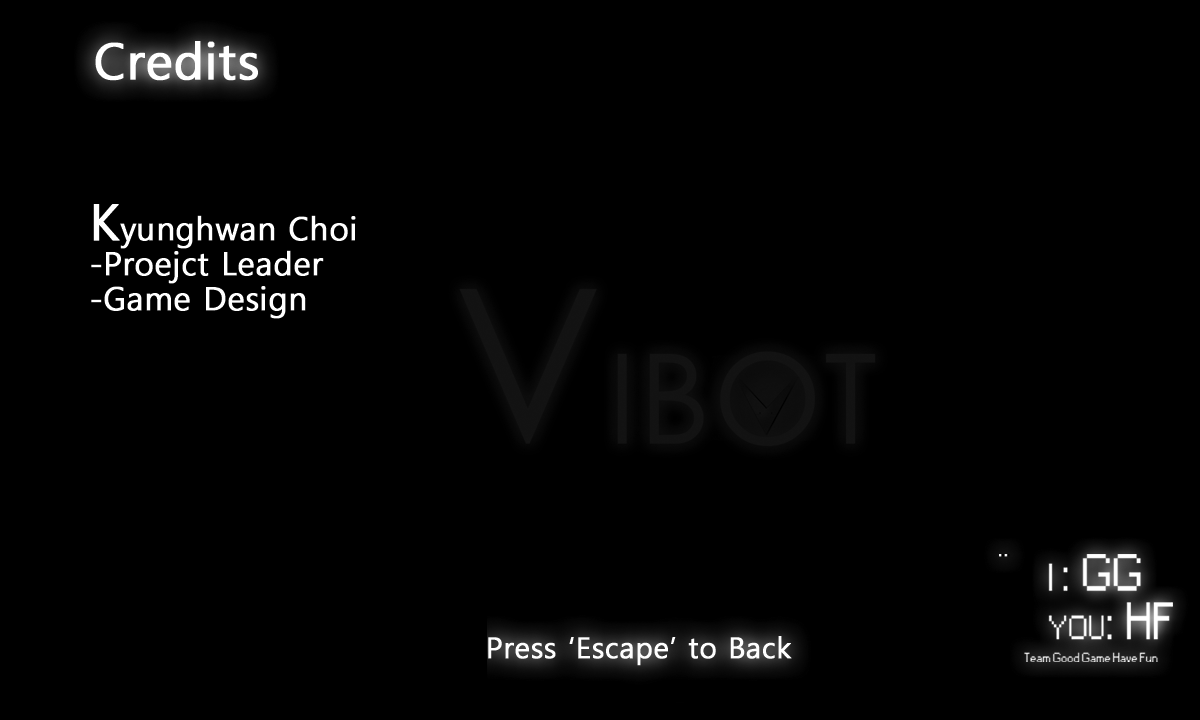 Credits
Kyunghwan Choi
-Proejct Leader
-Game Design
VIBOT
I: GG
YOU: HF
Team Good Game Have Fun
Press ‘Escape’ to Back